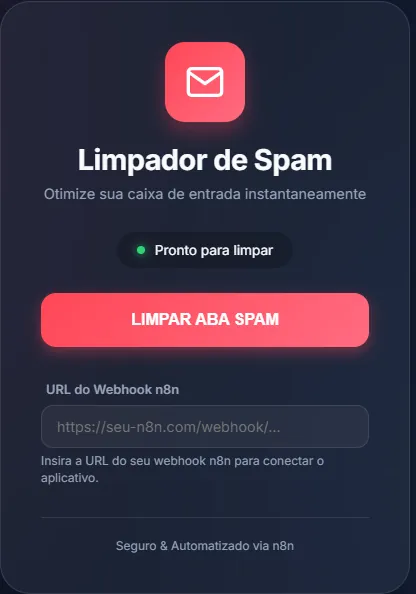 Limpador de Spam
Otimize sua caixa de entrada instantaneamente
Pronto para limpar
LIMPAR ABA SPAM
URL do Webhook n8n
https://seu-n8n.com/webhook/...
Insira a URL do seu webhook n8n para conectar o
aplicativo.
Seguro & Automatizado via n8n